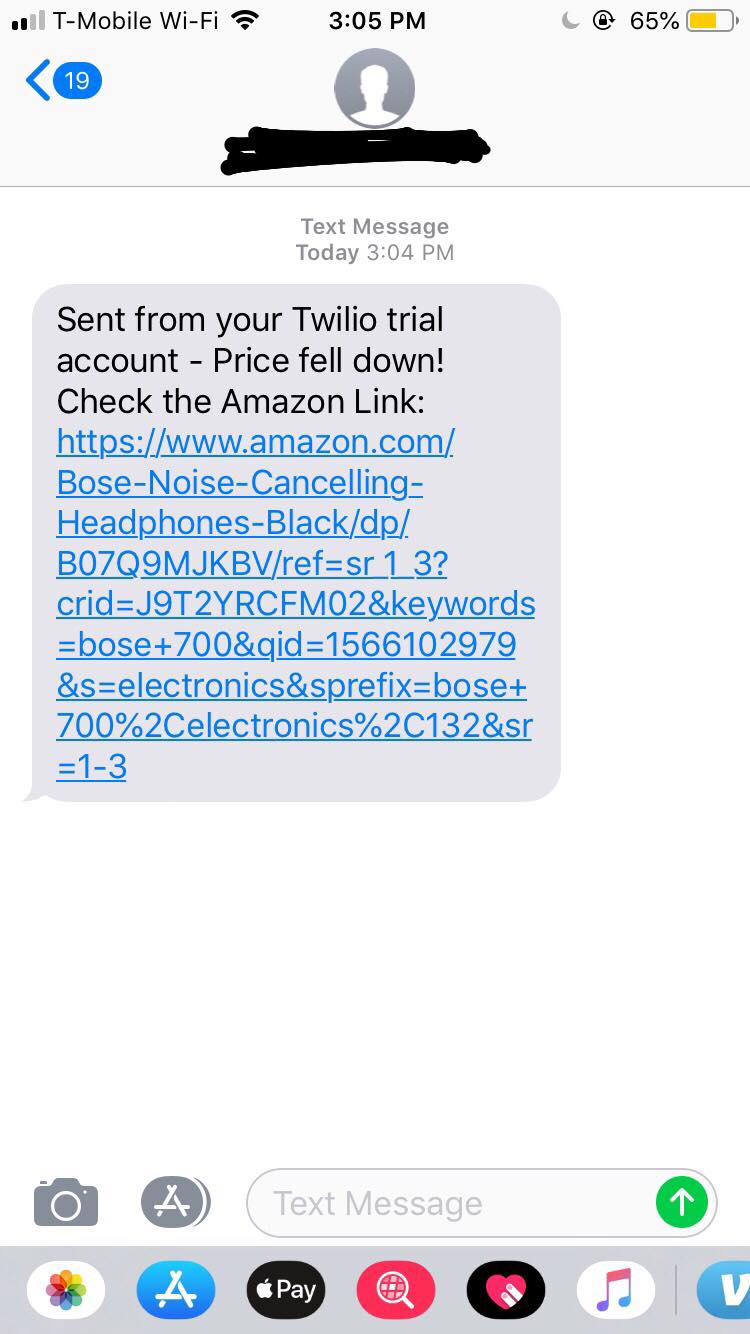 T-Mobile Wi-Fi 3:05 PM 65%
19
Text Message
Today 3:04 PM
Sent from your Twilio trial
account - Price fell down!
Check the Amazon Link:
https://www.amazon.com/
Bose-Noise-Cancelling-
Headphones-Black/dp/
B07Q9MJKBV/ref=sr_1_3?
crid=J9T2YRCFM02&keywords
=bose+700&qid=1566102979
&s=electronics&sprefix=bose+
700%2Celectronics%2C132&sr
=1-3
Text Message
Pay